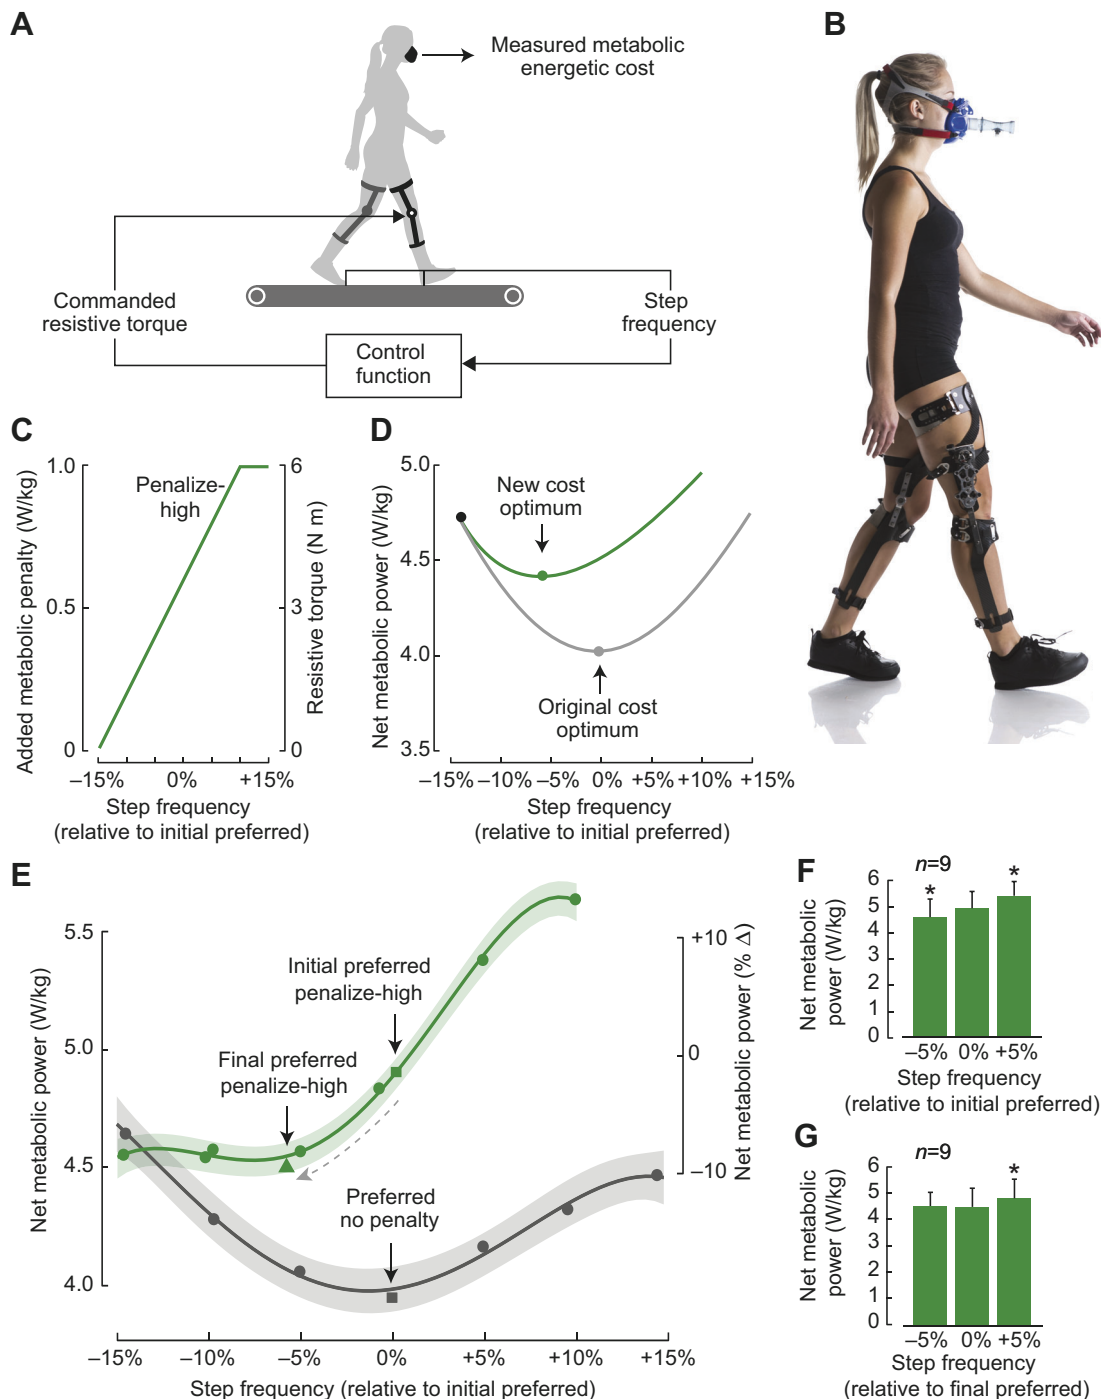 A
Measured metabolic
energetic cost
Commanded
resistive torque
Step
frequency
Control
function
B
C
Added metabolic penalty (W/kg)
1.0
0.5
0
Penalize-
high
6
3
0
Resistive torque (N m)
–15% 0% +15%
Step frequency
(relative to initial preferred)
D
Net metabolic power (W/kg)
5.0
4.5
4.0
3.5
New cost
optimum
Original cost
optimum
–15% –10% –5% 0% +5% +10% +15%
Step frequency
(relative to initial preferred)
E
Net metabolic power (W/kg)
5.5
5.0
4.5
4.0
Initial preferred
penalize-high
Final preferred
penalize-high
Preferred
no penalty
+10
0
–10
Net metabolic power (% Δ)
–15% –10% –5% 0% +5% +10% +15%
Step frequency (relative to initial preferred)
F
n=9
Net metabolic
power (W/kg)
6
5
4
3
2
1
0
* *
–5% 0% +5%
Step frequency
(relative to initial preferred)
G
n=9
Net metabolic
power (W/kg)
6
5
4
3
2
1
0
*
–5% 0% +5%
Step frequency
(relative to final preferred)